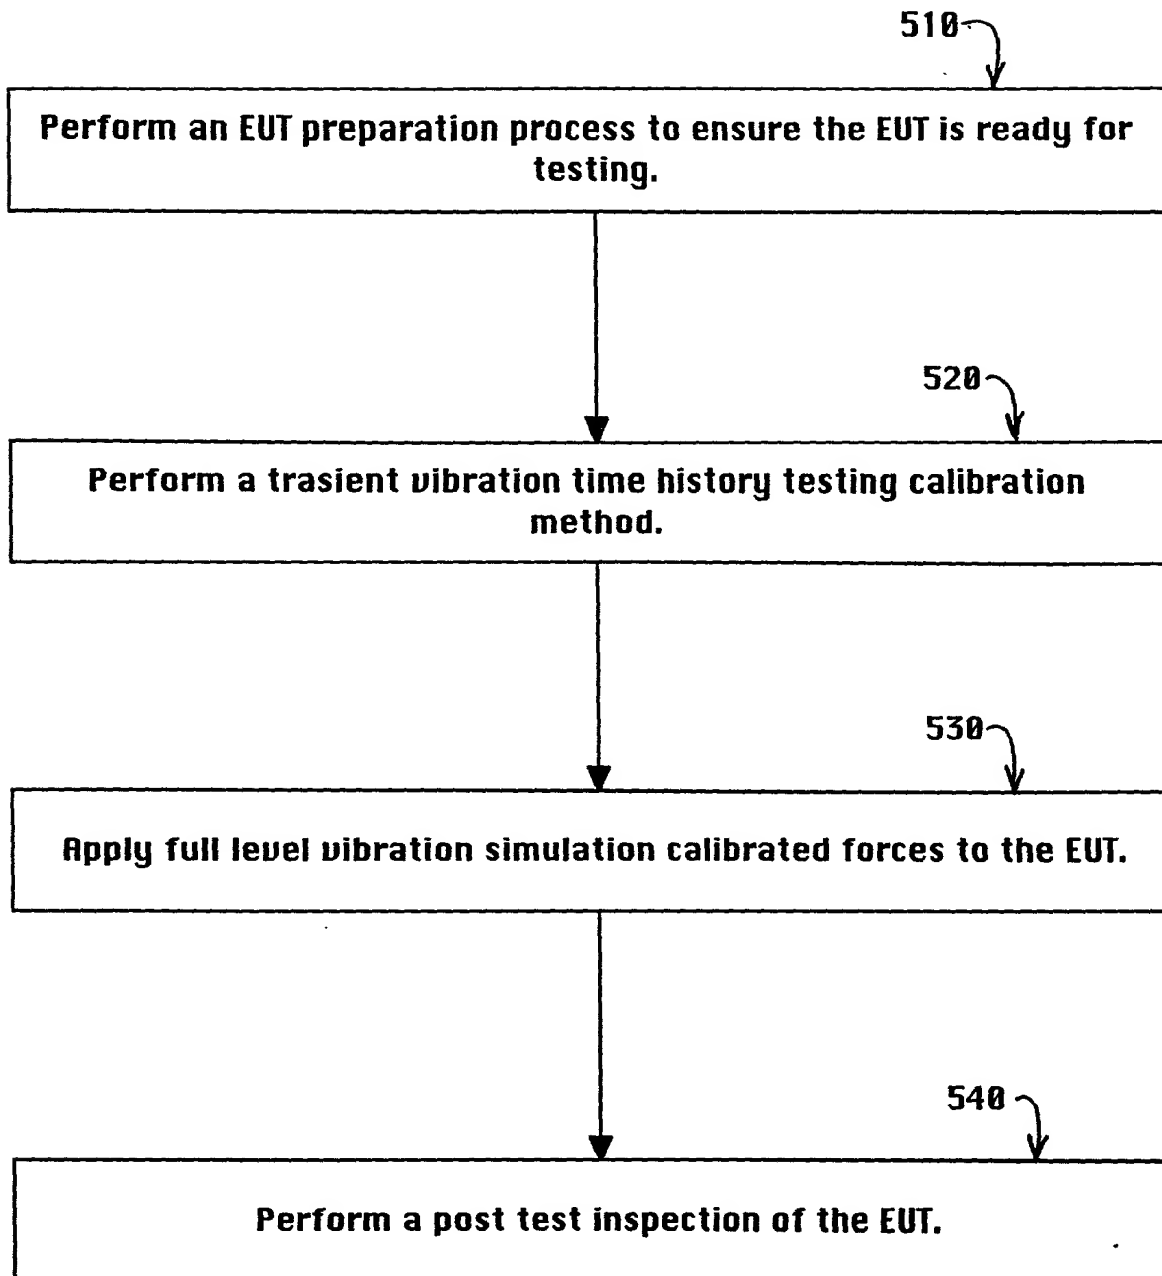 510
Perform an EUT preparation process to ensure the EUT is ready for
testing.
520
Perform a trasient vibration time history testing calibration
method.
530
Apply full level vibration simulation calibrated forces to the EUT.
540
Perform a post test inspection of the EUT.